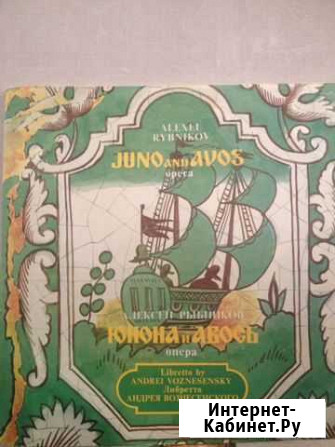 ALEXEI
RYBNIKOV
JUNO AND AVOS
opera
АЛЕКСЕЙ РЫБНИКОВ
ЮНОНА И АВОСЬ
опера
Libretto by
ANDREI VOZNESENSKY
Либретто
АНДРЕЯ ВОЗНЕСЕНСКОГО
Интернет-
Кабинет.Ру